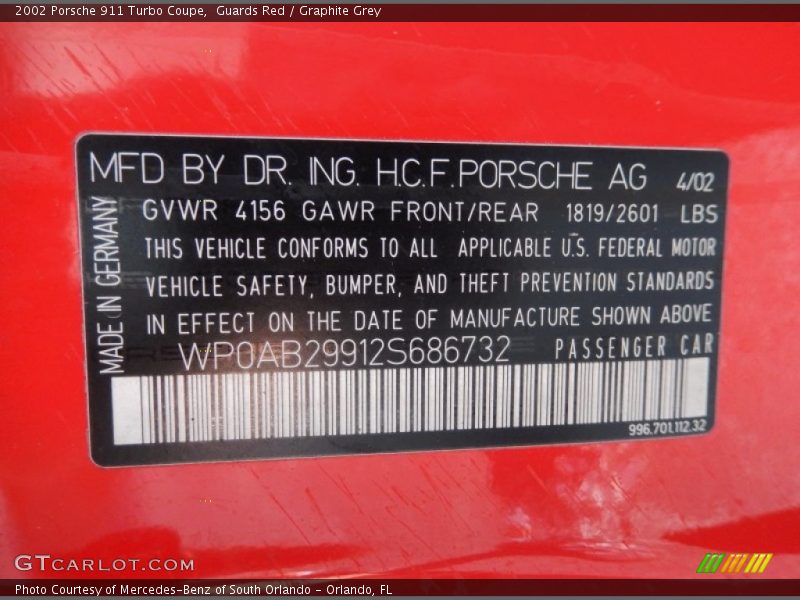 2002 Porsche 911 Turbo Coupe,  Guards Red / Graphite Grey
MFD BY DR. ING. H.C.F. PORSCHE AG 4/02
GVWR 4156 GAWR FRONT/REAR 1819/2601 LBS
THIS VEHICLE CONFORMS TO ALL APPLICABLE U.S. FEDERAL MOTOR
VEHICLE SAFETY, BUMPER, AND THEFT PREVENTION STANDARDS
IN EFFECT ON THE DATE OF MANUFACTURE SHOWN ABOVE
WP0AB29912S686732 PASSENGER CAR
MADE IN GERMANY
996.701.112.32
GTCARLOT.COM
Photo Courtesy of Mercedes-Benz of South Orlando - Orlando, FL